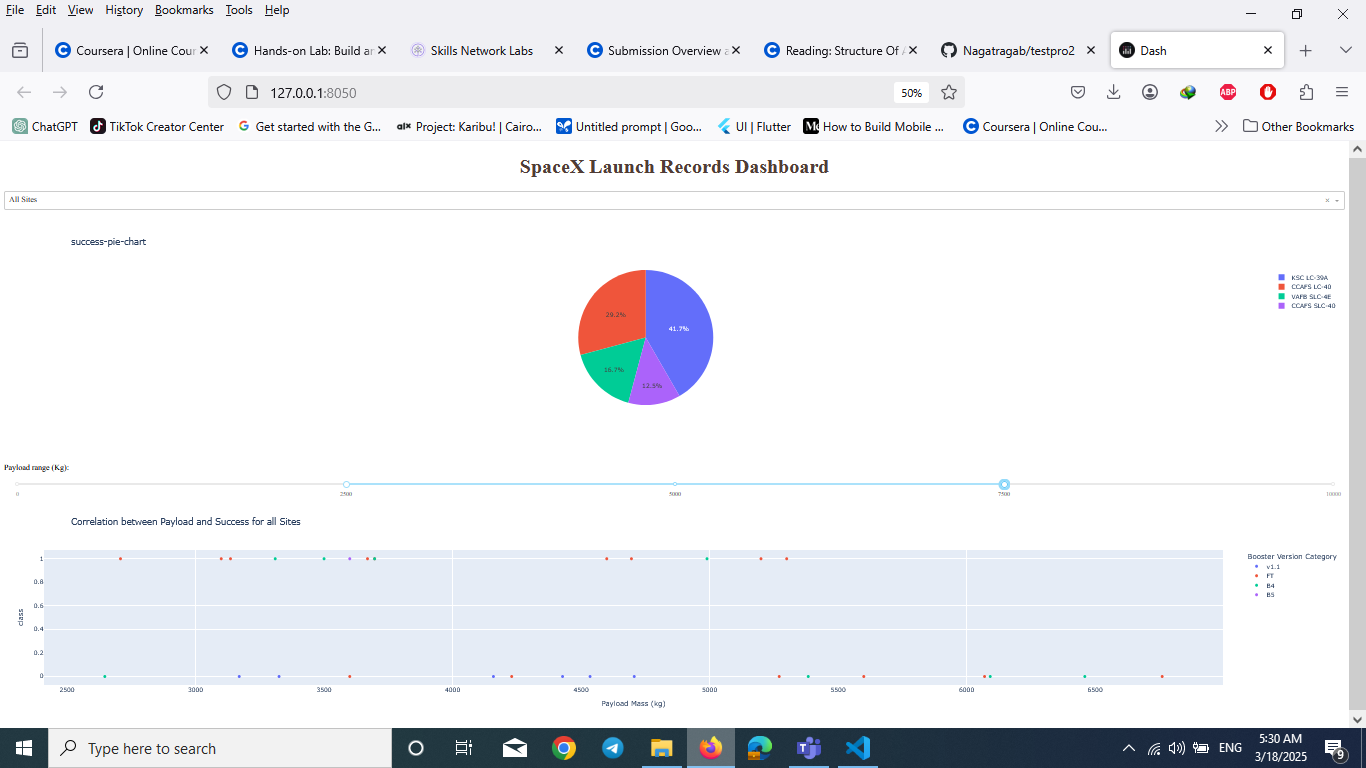 File Edit View History Bookmarks Tools Help
Coursera | Online Cour
Hands-on Lab: Build an
Skills Network Labs
Submission Overview a
Reading: Structure Of A
Nagatragab/testpro2
Dash
127.0.0.1:8050
50%
ABP
ChatGPT
TikTok Creator Center
Get started with the G...
Project: Karibu! | Cairo...
Untitled prompt | Goo...
UI | Flutter
How to Build Mobile ...
Coursera | Online Cou...
Other Bookmarks
SpaceX Launch Records Dashboard
All Sites
success-pie-chart
KSC LC-39A
CCAFS LC-40
VAFB SLC-4E
CCAFS SLC-40
29.2%
41.7%
16.7%
12.5%
Payload range (Kg):
0 2500 5000 7500 10000
Correlation between Payload and Success for all Sites
Booster Version Category
v1.1
FT
B4
B5
1
0.8
0.6
0.4
0.2
0
class
2500 3000 3500 4000 4500 5000 5500 6000 6500
Payload Mass (kg)
Type here to search
ENG
5:30 AM
3/18/2025
9